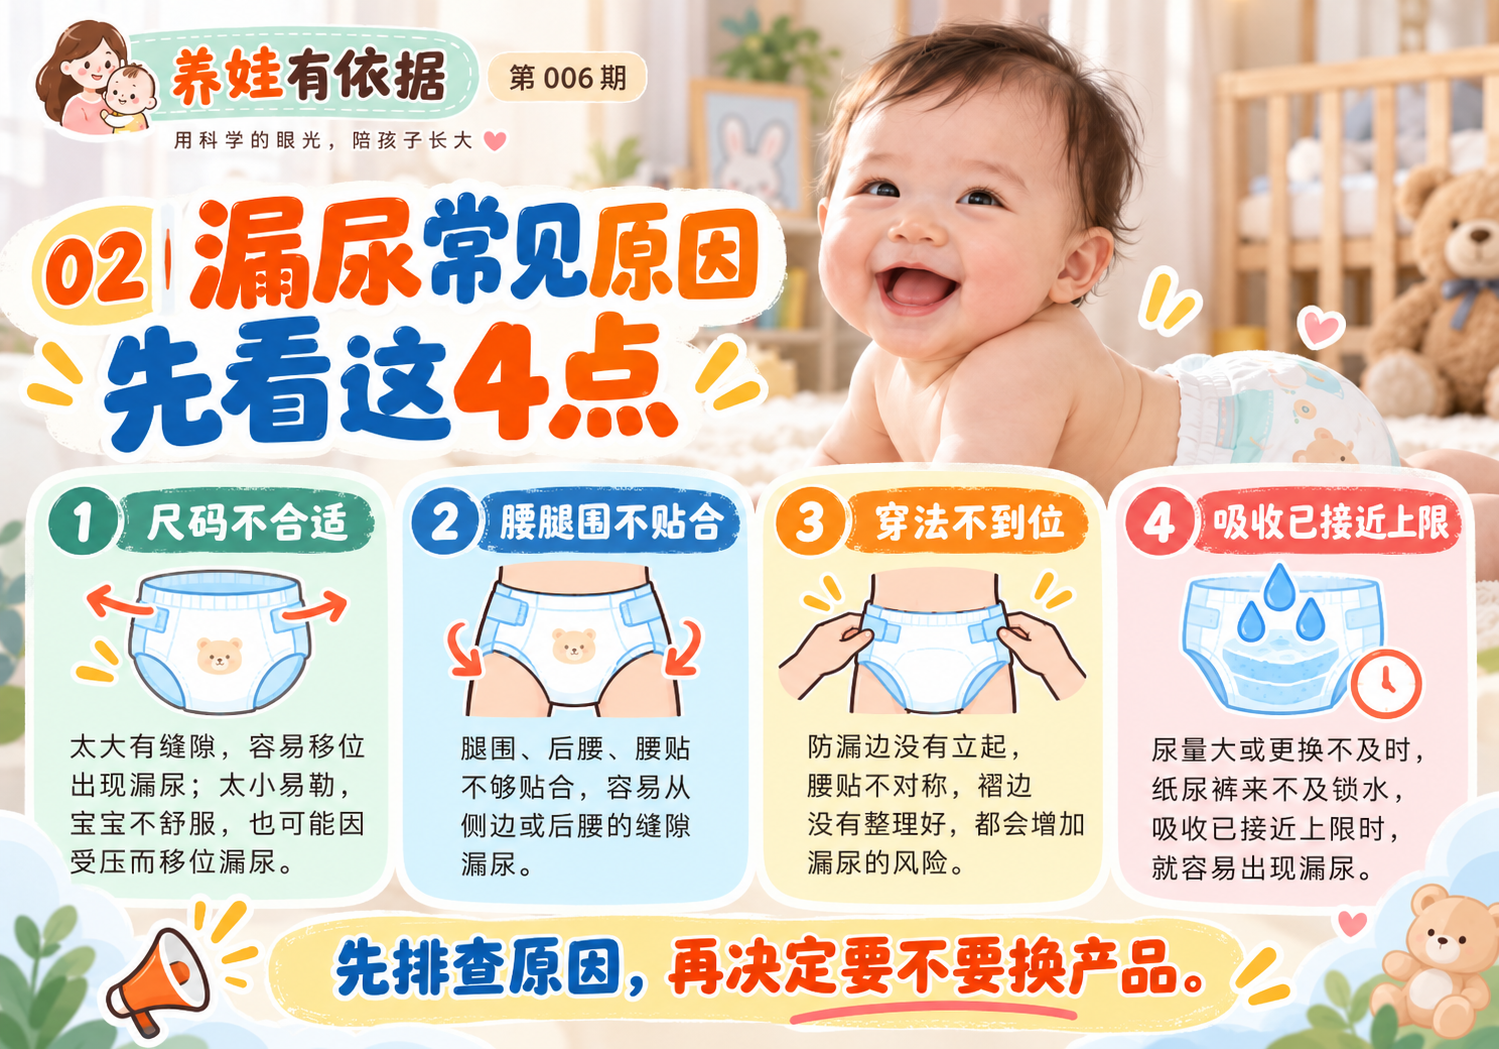 养娃有依据
第 006 期
用科学的眼光，陪孩子长大
02 漏尿常见原因
先看这4点
1 尺码不合适
太大有缝隙，容易移位
出现漏尿；太小易勒，
宝宝不舒服，也可能因
受压而移位漏尿。
2 腰腿围不贴合
腿围、后腰、腰贴
不够贴合，容易从
侧边或后腰的缝隙
漏尿。
3 穿法不到位
防漏边没有立起，
腰贴不对称，褶边
没有整理好，都会增加
漏尿的风险。
4 吸收已接近上限
尿量大或更换不及时，
纸尿裤来不及锁水，
吸收已接近上限时，
就容易出现漏尿。
先排查原因，再决定要不要换产品。